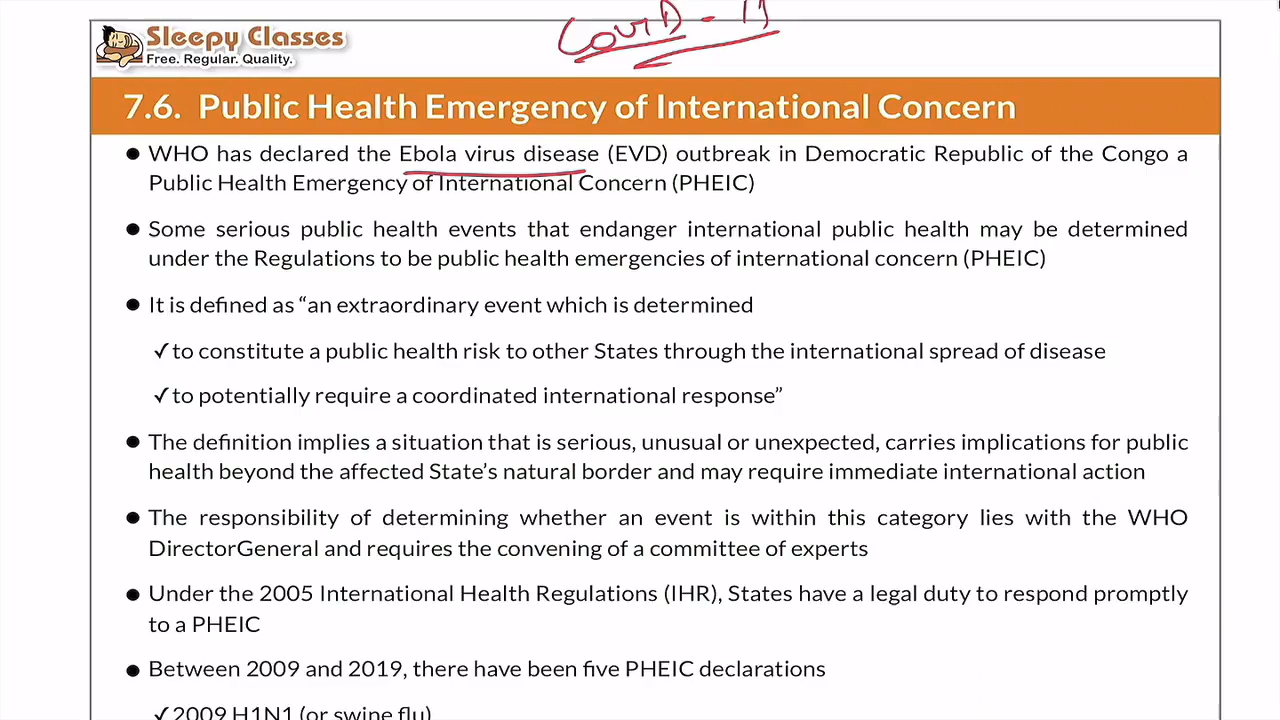 CovID - 19
Sleepy Classes
Free. Regular. Quality.
7.6. Public Health Emergency of International Concern
● WHO has declared the Ebola virus disease (EVD) outbreak in Democratic Republic of the Congo a
Public Health Emergency of International Concern (PHEIC)
● Some serious public health events that endanger international public health may be determined
under the Regulations to be public health emergencies of international concern (PHEIC)
● It is defined as “an extraordinary event which is determined
✓to constitute a public health risk to other States through the international spread of disease
✓to potentially require a coordinated international response”
● The definition implies a situation that is serious, unusual or unexpected, carries implications for public
health beyond the affected State’s natural border and may require immediate international action
● The responsibility of determining whether an event is within this category lies with the WHO
DirectorGeneral and requires the convening of a committee of experts
● Under the 2005 International Health Regulations (IHR), States have a legal duty to respond promptly
to a PHEIC
● Between 2009 and 2019, there have been five PHEIC declarations
✓2009 H1N1 (or swine flu)